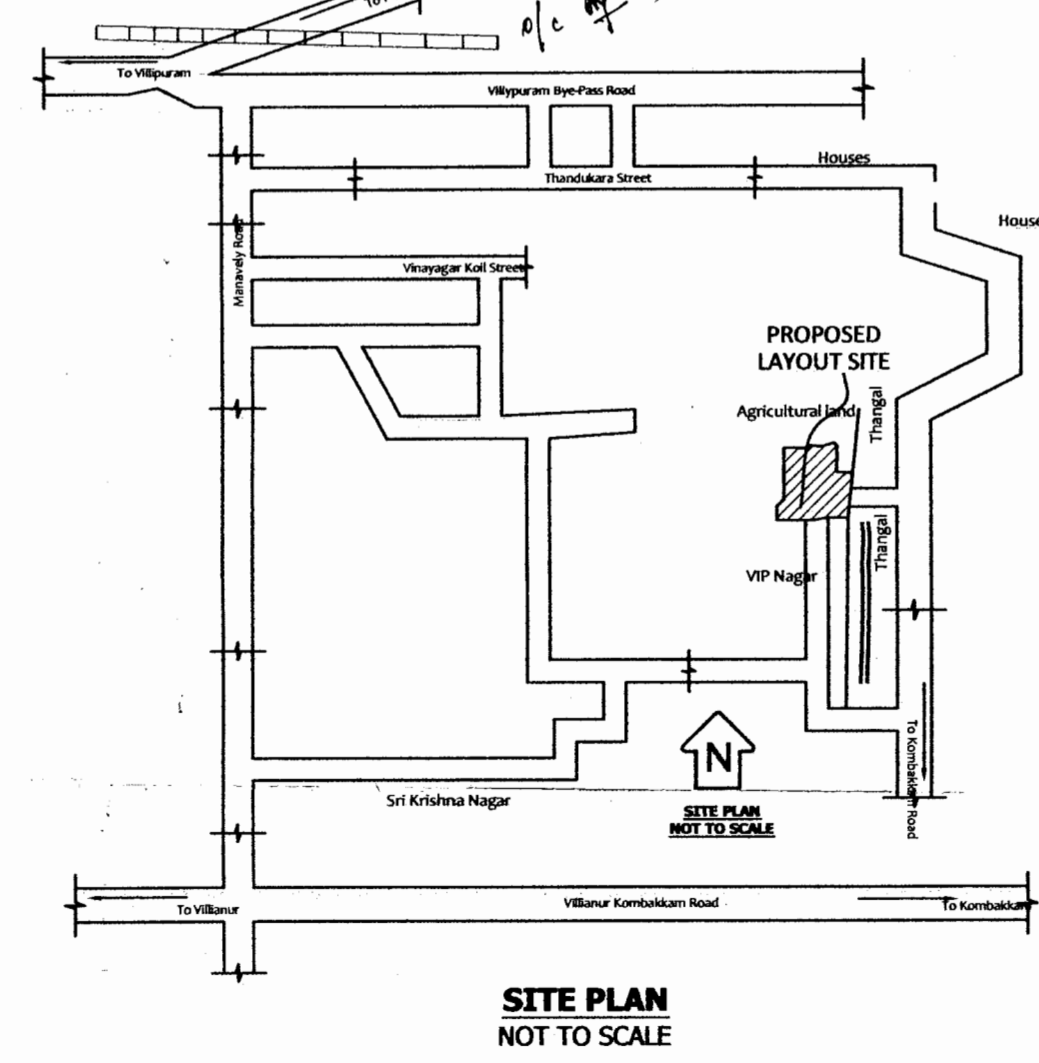 To Villipuram
Villypuram Bye-Pass Road
Houses
Thandukara Street
Manavely Road
Vinayagar Koil Street
PROPOSED
LAYOUT SITE
Agricultural land
Thangal
Thangal
VIP Nagar
To Kombakkam Road
N
SITE PLAN
NOT TO SCALE
Sri Krishna Nagar
To Villianur
Villianur Kombakkam Road
To Kombakkam
SITE PLAN
NOT TO SCALE